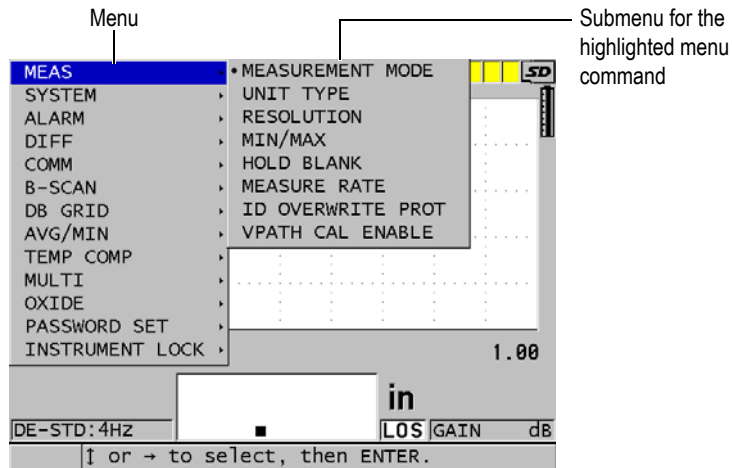 Menu
Submenu for the
highlighted menu
command
MEAS
SYSTEM
ALARM
DIFF
COMM
B-SCAN
DB GRID
AVG/MIN
TEMP COMP
MULTI
OXIDE
PASSWORD SET
INSTRUMENT LOCK
• MEASUREMENT MODE
UNIT TYPE
RESOLUTION
MIN/MAX
HOLD BLANK
MEASURE RATE
ID OVERWRITE PROT
VPATH CAL ENABLE
SD
1.00
in
DE-STD:4Hz
LOS GAIN dB
↕ or → to select, then ENTER.